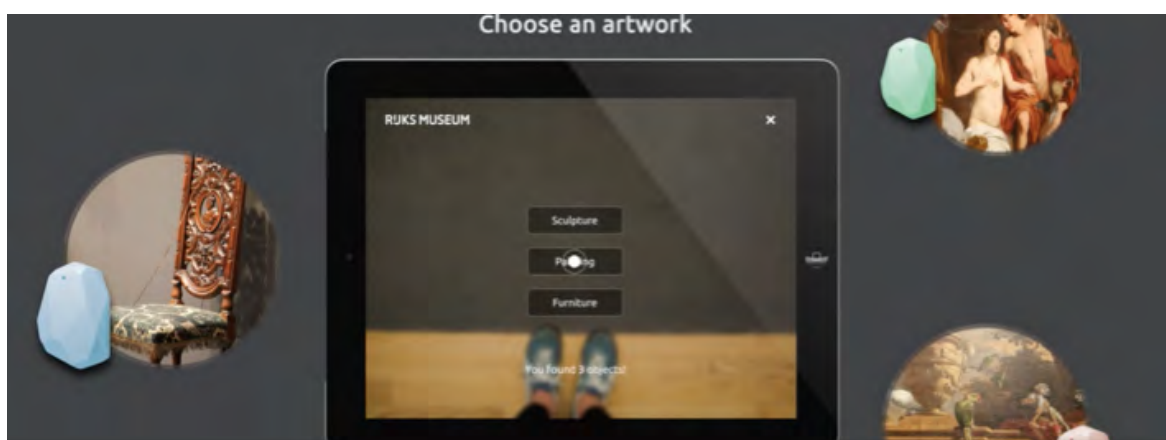 Choose an artwork
RIJKS MUSEUM
×
Sculpture
Furniture
You found 3 objects!